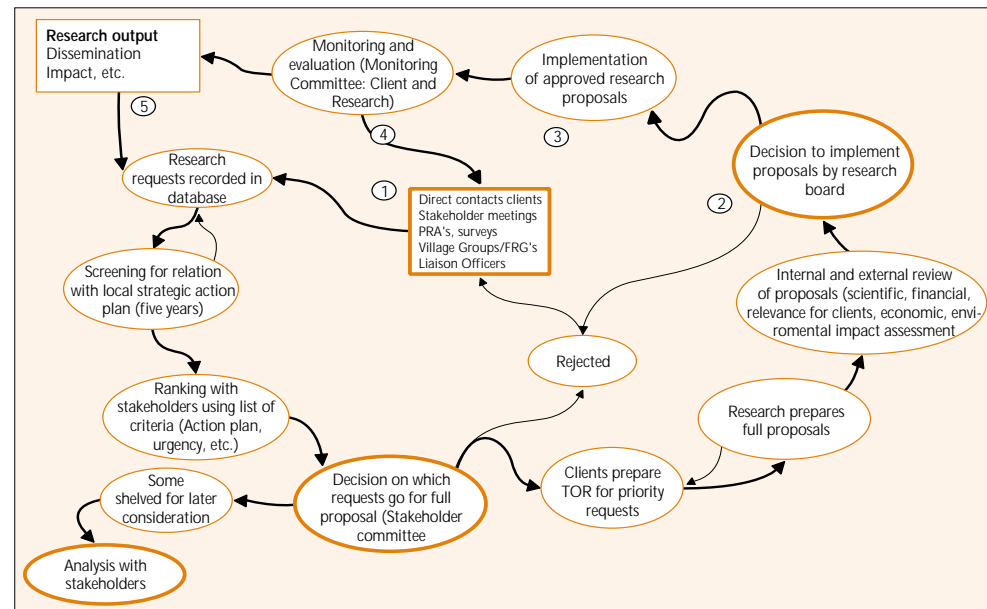 Research output
Dissemination
Impact, etc.
Monitoring and
evaluation (Monitoring
Committee: Client and
Research)
Implementation
of approved research
proposals
5
4
3
Decision to implement
proposals by research
board
Research
requests recorded in
database
1
Direct contacts clients
Stakeholder meetings
PRA's, surveys
Village Groups/FRG's
Liaison Officers
2
Screening for relation
with local strategic action
plan (five years)
Internal and external review
of proposals (scientific, financial,
relevance for clients, economic, envi-
romental impact assessment
Rejected
Ranking with
stakeholders using list of
criteria (Action plan,
urgency, etc.)
Research prepares
full proposals
Some
shelved for later
consideration
Decision on which
requests go for full
proposal (Stakeholder
committee
Clients prepare
TOR for priority
requests
Analysis with
stakeholders